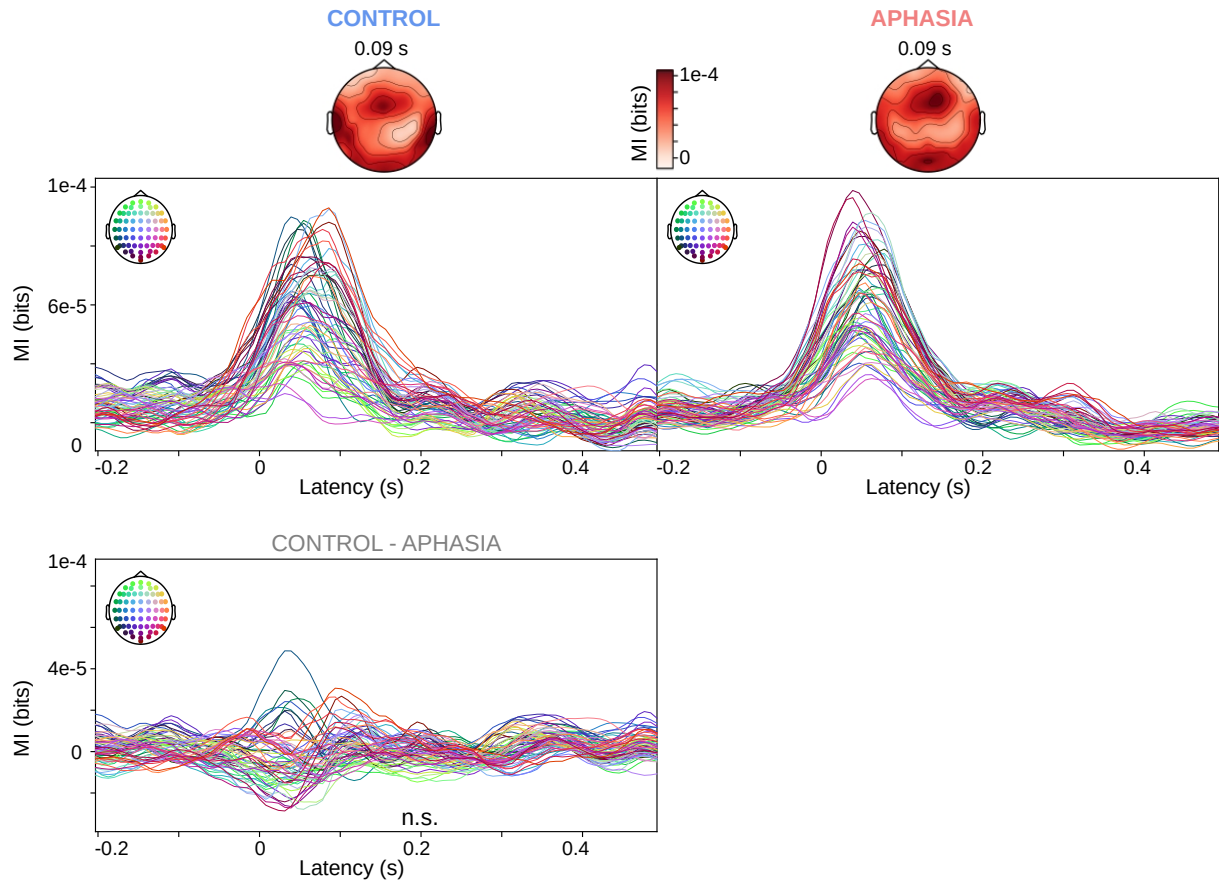 CONTROL
APHASIA
0.09 s
0.09 s
MI (bits)
1e-4
0
MI (bits)
1e-4
6e-5
0
-0.2
0
0.2
0.4
Latency (s)
-0.2
0
0.2
0.4
Latency (s)
CONTROL - APHASIA
MI (bits)
1e-4
4e-5
0
n.s.
-0.2
0
0.2
0.4
Latency (s)